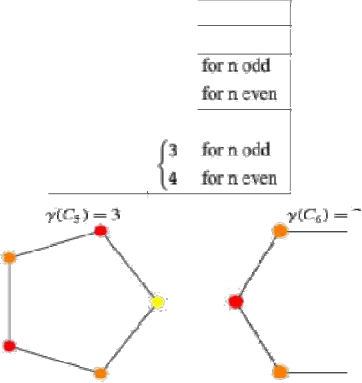 for n odd
for n even
3 for n odd
4 for n even
γ(C₅) = 3 γ(C₆) =